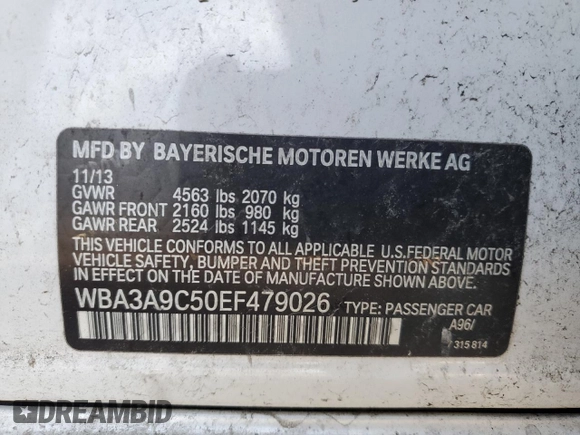 MFD BY BAYERISCHE MOTOREN WERKE AG
11/13
GVWR 4563 lbs 2070 kg
GAWR FRONT 2160 lbs 980 kg
GAWR REAR 2524 lbs 1145 kg
THIS VEHICLE CONFORMS TO ALL APPLICABLE U.S.FEDERAL MOTOR
VEHICLE SAFETY, BUMPER, AND THEFT PREVENTION STANDARDS
IN EFFECT ON THE DATE OF MANUFACTURE SHOWN ABOVE.
WBA3A9C50EF479026 TYPE: PASSENGER CAR
A96/
/ 315 814
DREAMBID